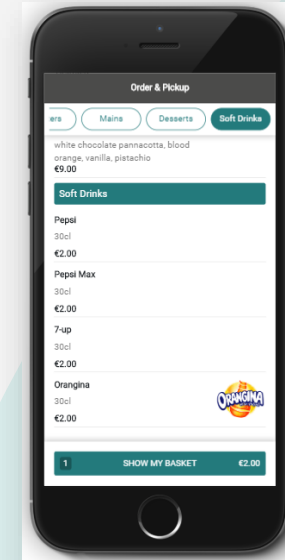 Order & Pickup
ers
Mains
Desserts
Soft Drinks
white chocolate pannacotta, blood
orange, vanilla, pistachio
€9.00
Soft Drinks
Pepsi
30cl
€2.00
Pepsi Max
30cl
€2.00
7-up
30cl
€2.00
Orangina
30cl
€2.00
ORANGINA
1 SHOW MY BASKET €2.00